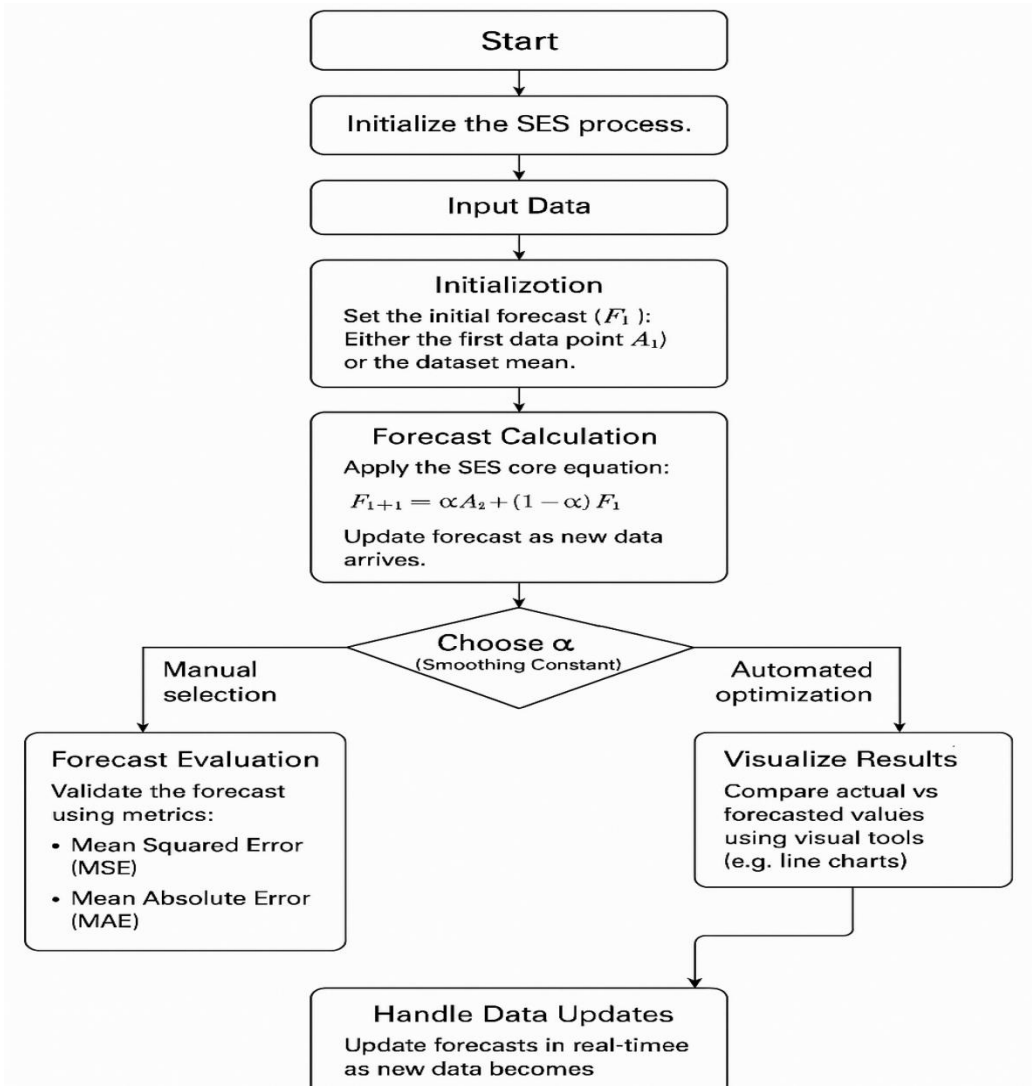 Start
Initialize the SES process.
Input Data
Initializotion
Set the initial forecast (F₁ ):
Either the first data point A₁)
or the dataset mean.
Forecast Calculation
Apply the SES core equation:
F₁₊₁ = αA₂ + (1 − α) F₁
Update forecast as new data
arrives.
Choose α
(Smoothing Constant)
Manual
selection
Automated
optimization
Forecast Evaluation
Validate the forecast
using metrics:
• Mean Squared Error
(MSE)
• Mean Absolute Error
(MAE)
Visualize Results
Compare actual vs
forecasted values
using visual tools
(e.g. line charts)
Handle Data Updates
Update forecasts in real-timee
as new data becomes